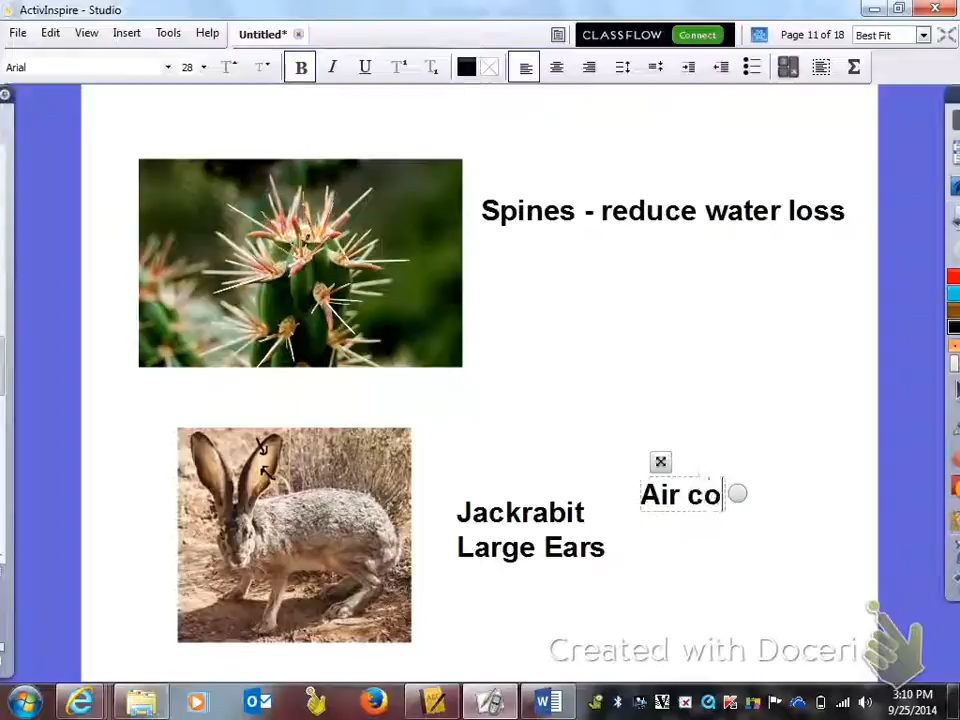 ActivInspire - Studio
File Edit View Insert Tools Help Untitled* CLASSFLOW Connect Page 11 of 18 Best Fit
Arial 28 B I U T T Σ
Spines - reduce water loss
Air co
Jackrabit
Large Ears
Created with Doceri
3:10 PM
9/25/2014